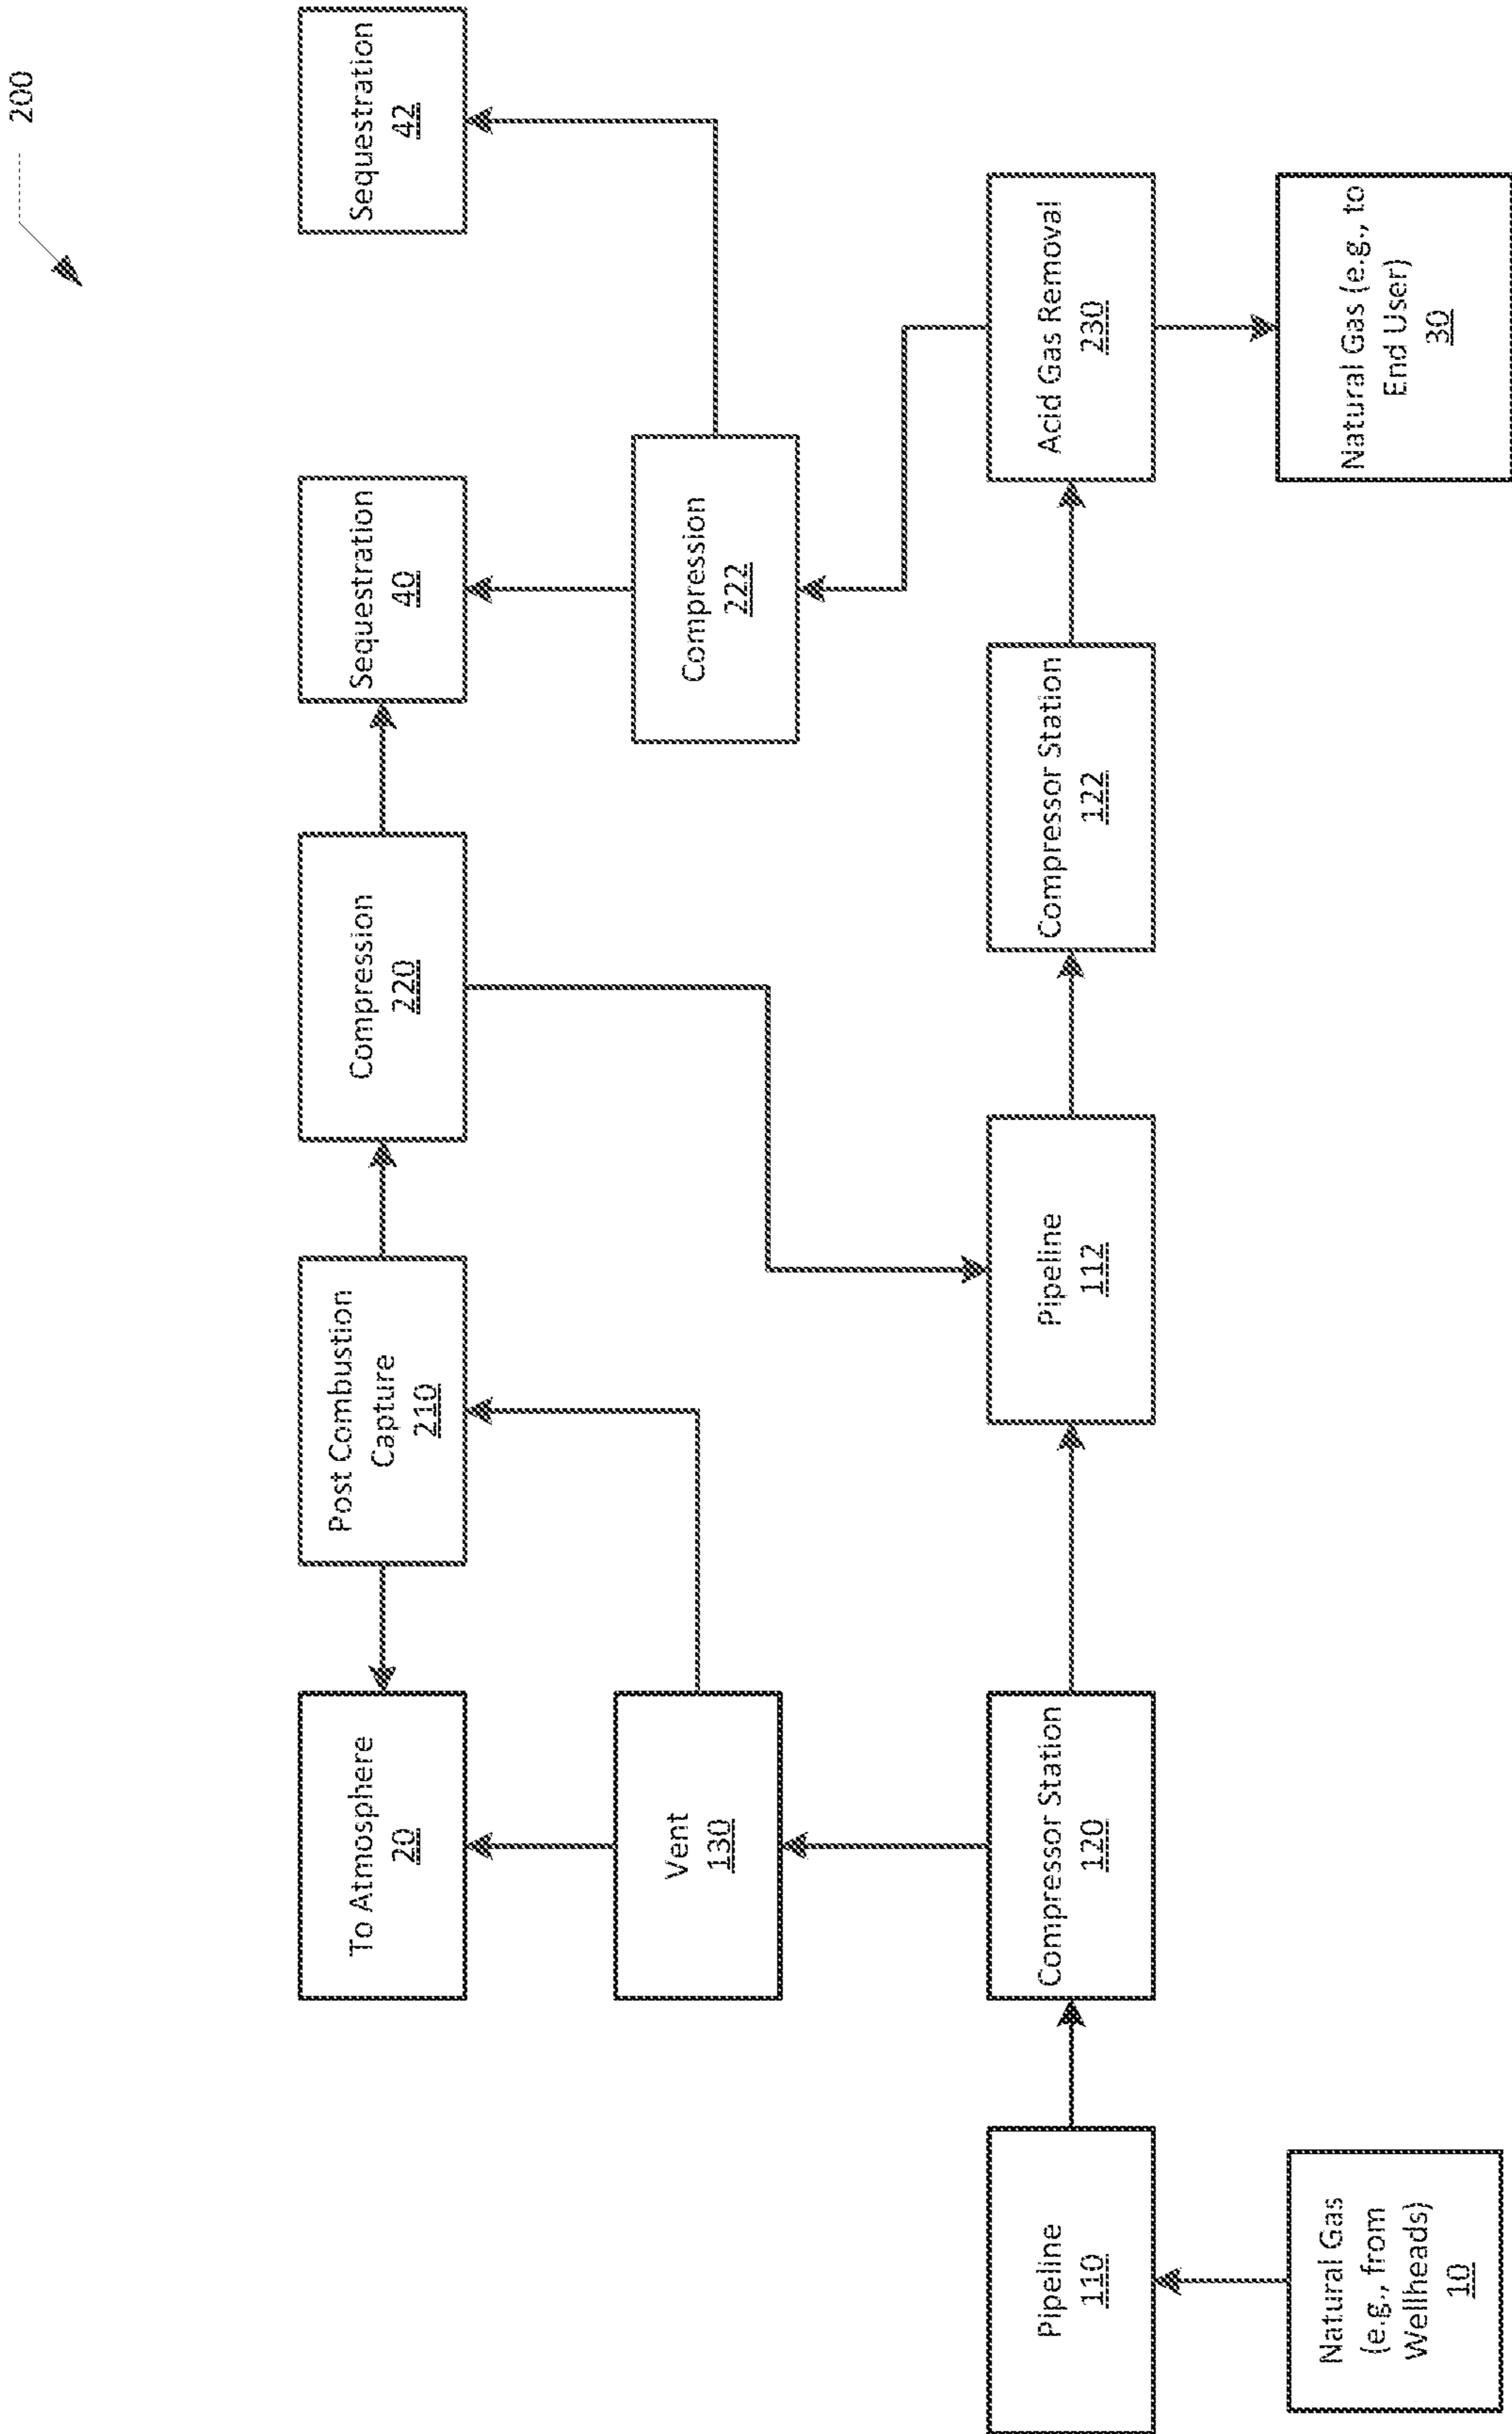 200
To Atmosphere
20
Post Combustion
Capture
210
Compression
220
Sequestration
40
Sequestration
42
Vent
130
Compression
222
Pipeline
110
Compressor Station
120
Pipeline
112
Compressor Station
122
Acid Gas Removal
230
Natural Gas
(e.g., from
Wellheads)
10
Natural Gas (e.g., to
End User)
30